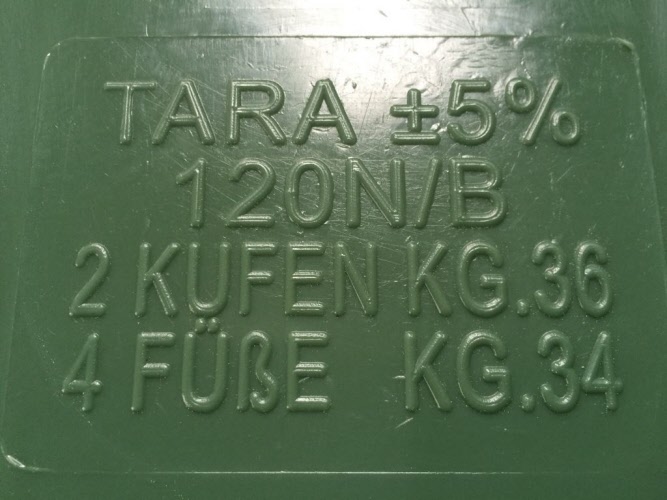 TARA ±5%
120N/B
2 KUFEN KG.36
4 FÜßE KG.34